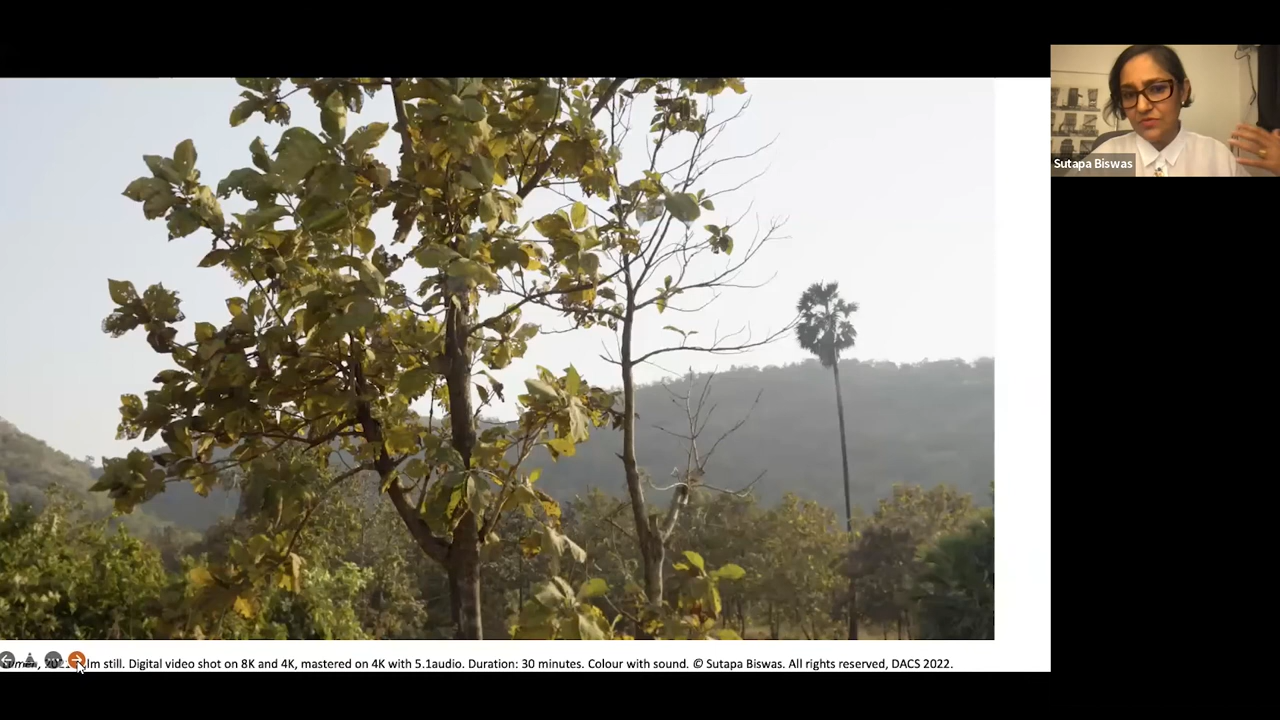 Sutapa Biswas
film still. Digital video shot on 8K and 4K, mastered on 4K with 5.1audio. Duration: 30 minutes. Colour with sound. © Sutapa Biswas. All rights reserved, DACS 2022.